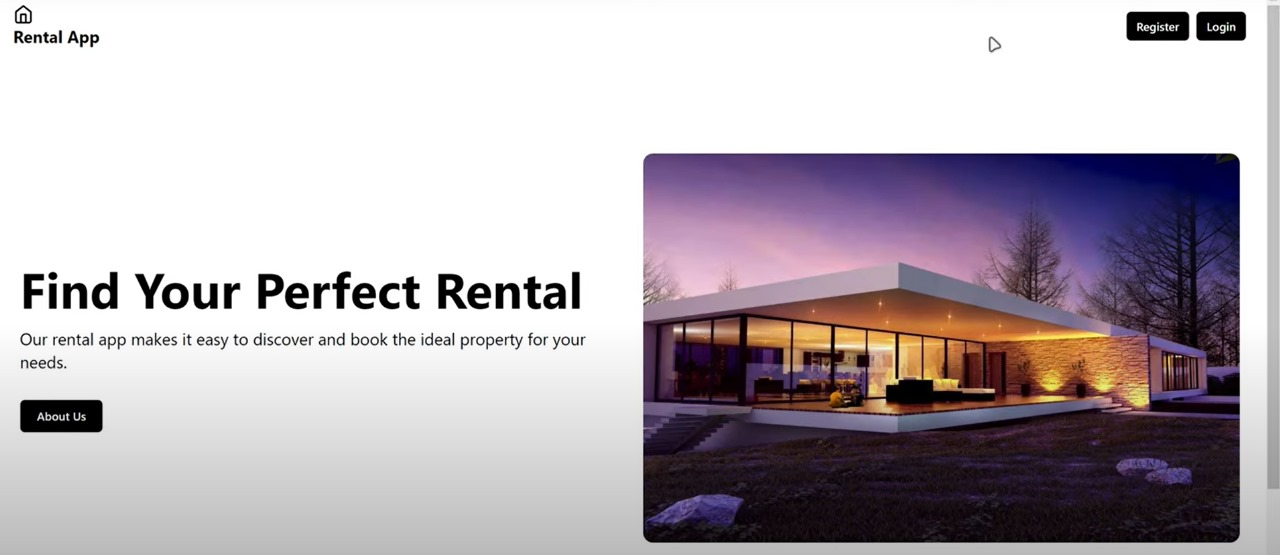 Rental App
Register
Login
Find Your Perfect Rental
Our rental app makes it easy to discover and book the ideal property for your
needs.
About Us